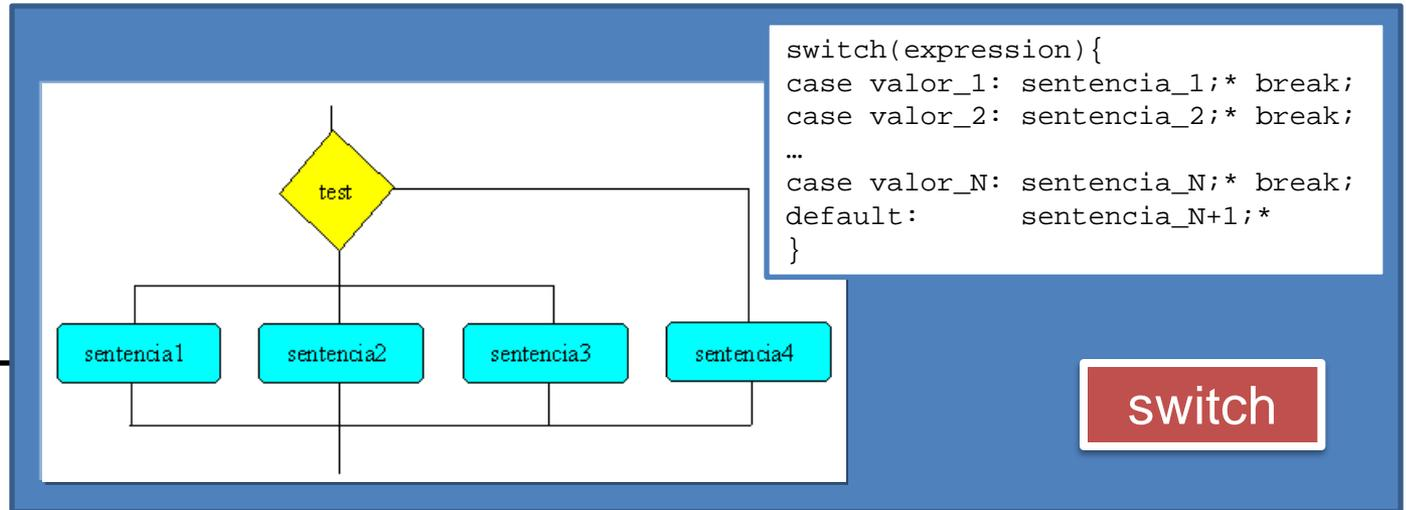 switch(expression){
case valor_1: sentencia_1;* break;
case valor_2: sentencia_2;* break;
…
case valor_N: sentencia_N;* break;
default: sentencia_N+1;*
}
test
sentencia1 sentencia2 sentencia3 sentencia4
switch